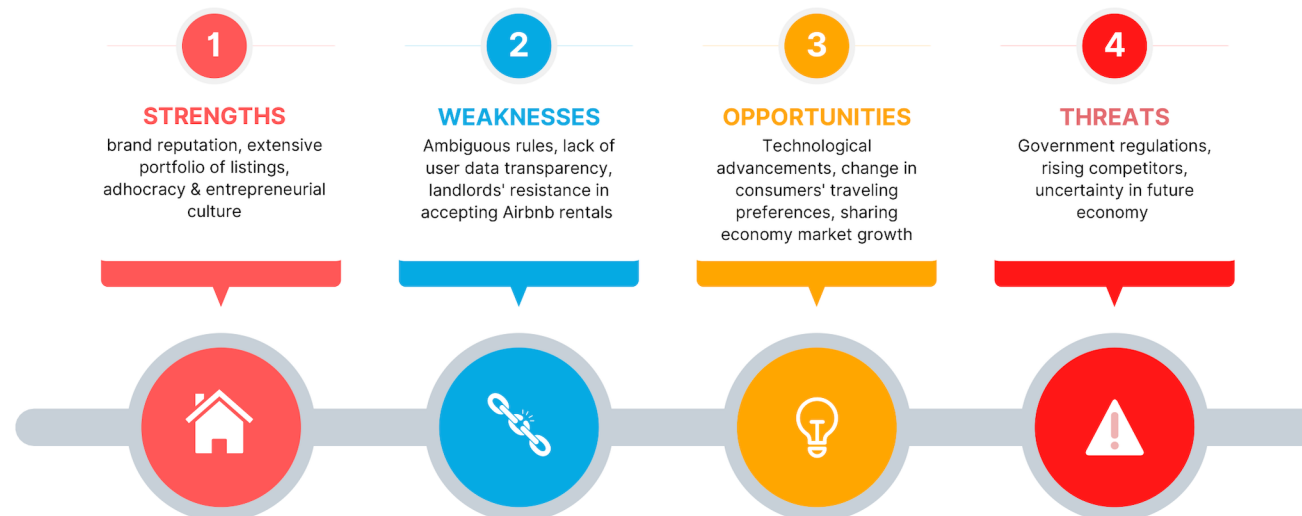 1
STRENGTHS
brand reputation, extensive
portfolio of listings,
adhocracy & entrepreneurial
culture
2
WEAKNESSES
Ambiguous rules, lack of
user data transparency,
landlords' resistance in
accepting Airbnb rentals
3
OPPORTUNITIES
Technological
advancements, change in
consumers' traveling
preferences, sharing
economy market growth
4
THREATS
Government regulations,
rising competitors,
uncertainty in future
economy